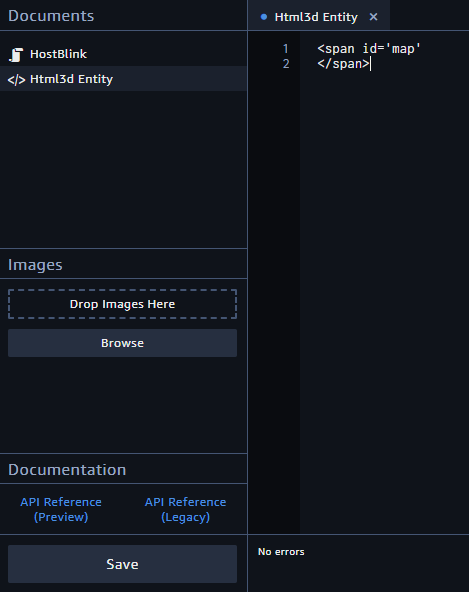 Documents
HostBlink
</> Html3d Entity
Images
Drop Images Here
Browse
Documentation
API Reference
(Preview)
API Reference
(Legacy)
Save
Html3d Entity ×
1 <span id='map'
2 </span>
No errors